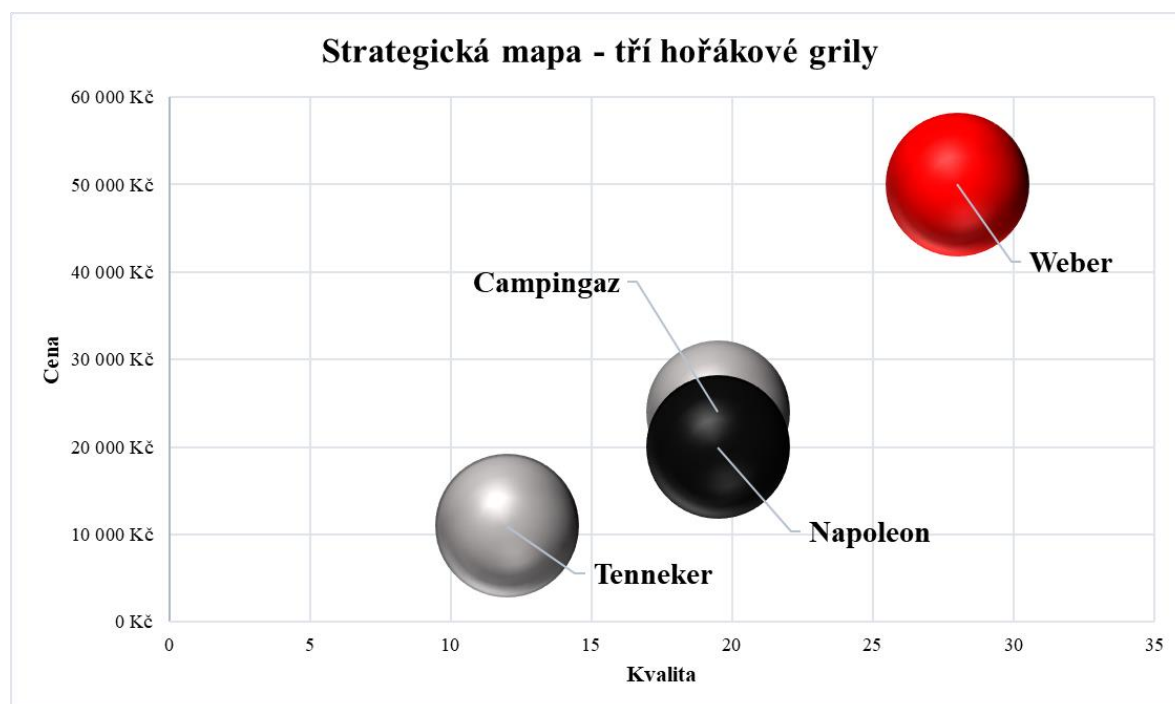 Strategická mapa - tří hořákové grily
60 000 Kč
50 000 Kč
40 000 Kč
30 000 Kč
20 000 Kč
10 000 Kč
0 Kč
Cena
Weber
Campingaz
Napoleon
Tenneker
0 5 10 15 20 25 30 35
Kvalita